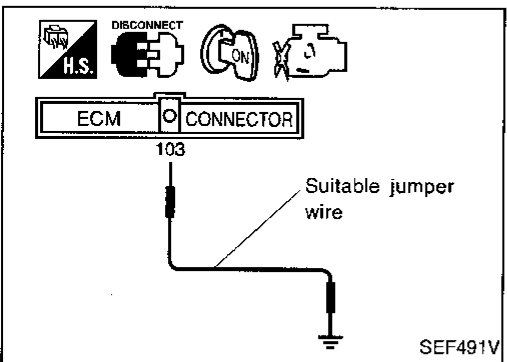 DISCONNECT
H.S.
ON
ECM CONNECTOR
103
Suitable jumper
wire
SEF491V